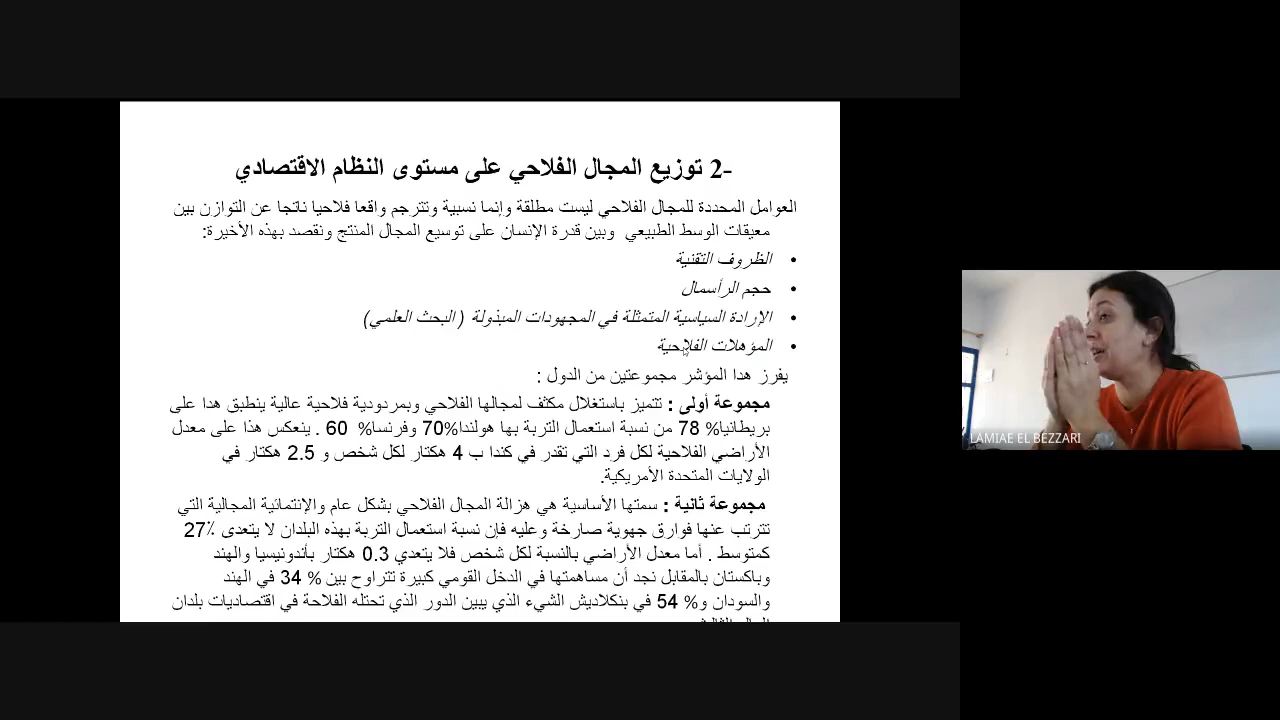 2- توزيع المجال الفلاحي على مستوى النظام الاقتصادي
العوامل المحددة للمجال الفلاحي ليست مطلقة وإنما نسبية وتترجم واقعا فلاحيا ناتجا عن التوازن بين
معيقات الوسط الطبيعي وبين قدرة الإنسان على توسيع المجال المنتج ونقصد بهذه الأخيرة:
• الظروف التقنية
• حجم الرأسمال
• الإرادة السياسية المتمثلة في المجهودات المبذولة (البحث العلمي)
• المؤهلات الفلاحية
يفرز هدا المؤشر مجموعتين من الدول :
مجموعة أولى : تتميز باستغلال مكثف لمجالها الفلاحي وبمردودية فلاحية عالية ينطبق هدا على
بريطانيا% 78 من نسبة استعمال التربة بها هولندا%70 وفرنسا% 60 . ينعكس هذا على معدل
الأراضي الفلاحية لكل فرد التي تقدر في كندا ب 4 هكتار لكل شخص و 2.5 هكتار في
الولايات المتحدة الأمريكية.
مجموعة ثانية : سمتها الأساسية هي هزالة المجال الفلاحي بشكل عام والإنتمائية المجالية التي
تترتب عنها فوارق جهوية صارخة وعليه فإن نسبة استعمال التربة بهذه البلدان لا يتعدى 27٪
كمتوسط . أما معدل الأراضي بالنسبة لكل شخص فلا يتعدي 0.3 هكتار بأندونيسيا والهند
وباكستان بالمقابل نجد أن مساهمتها في الدخل القومي كبيرة تتراوح بين % 34 في الهند
والسودان و% 54 في بنكلاديش الشيء الذي يبين الدور الذي تحتله الفلاحة في اقتصاديات بلدان
LAMIAE EL BEZZARI